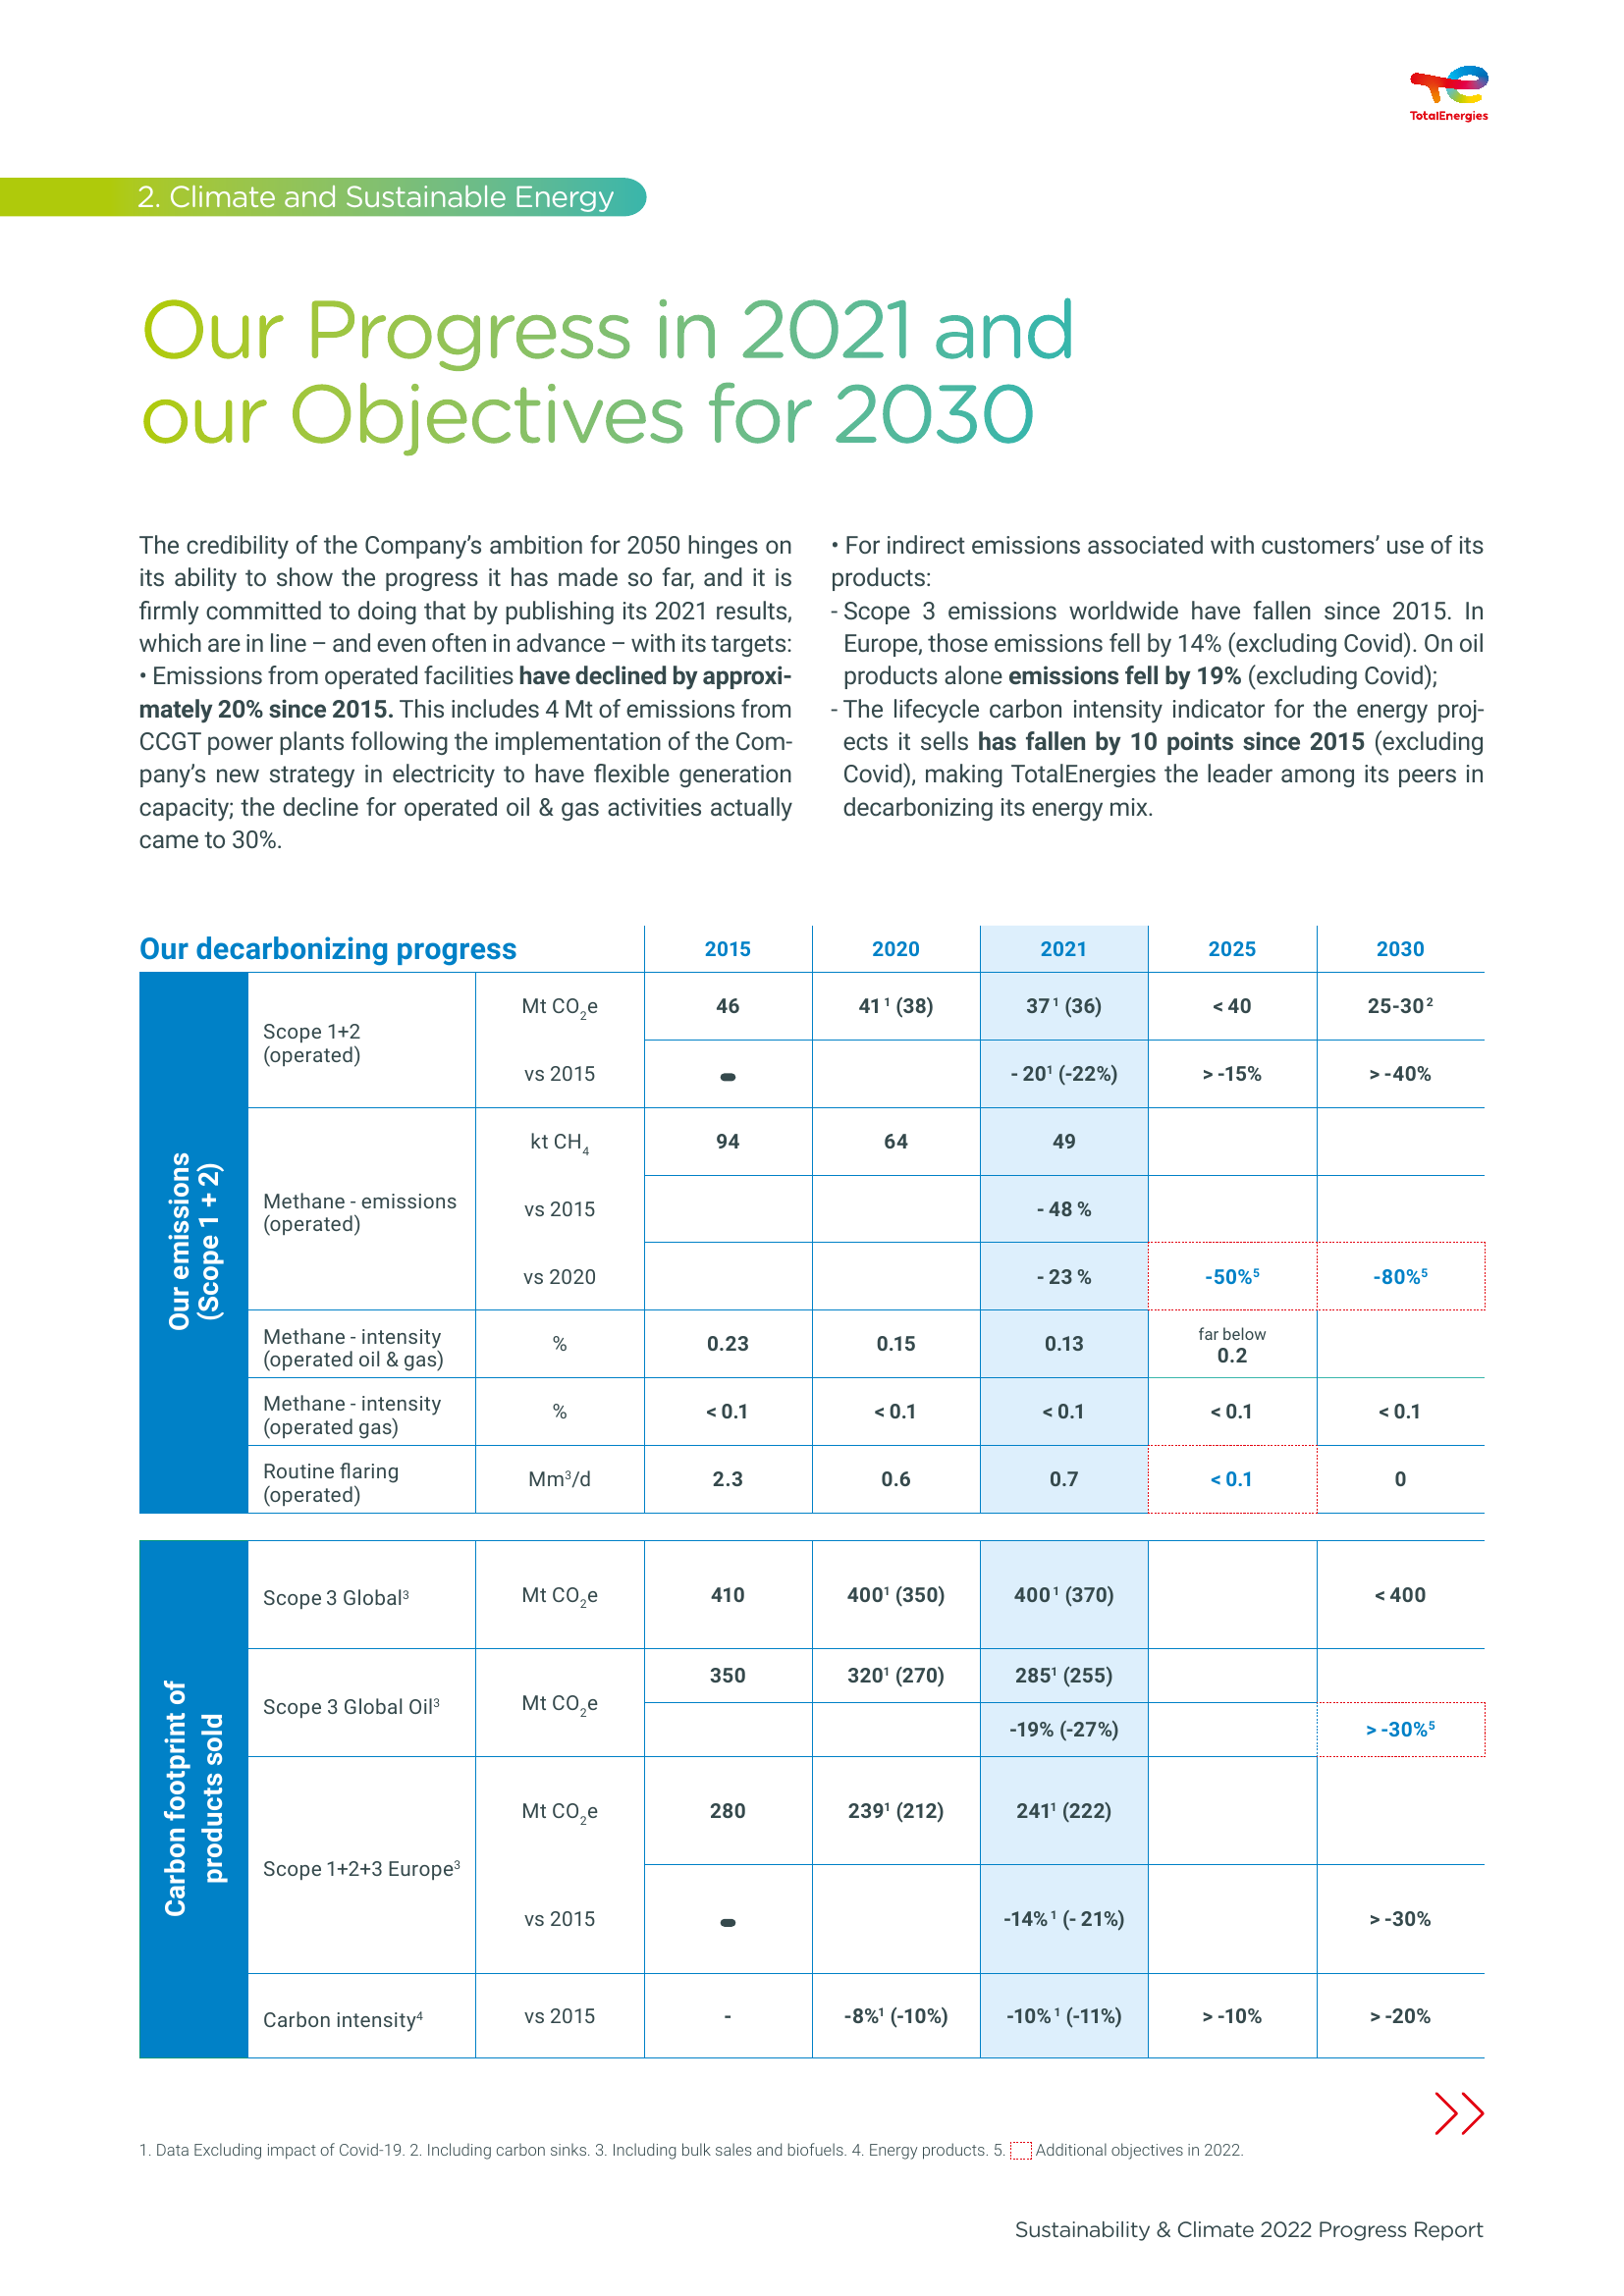 TotalEnergies
2. Climate and Sustainable Energy
Our Progress in 2021 and
our Objectives for 2030
The credibility of the Company's ambition for 2050 hinges on
its ability to show the progress it has made so far, and it is
firmly committed to doing that by publishing its 2021 results,
which are in line – and even often in advance – with its targets:
• Emissions from operated facilities have declined by approxi-
mately 20% since 2015. This includes 4 Mt of emissions from
CCGT power plants following the implementation of the Com-
pany's new strategy in electricity to have flexible generation
capacity; the decline for operated oil & gas activities actually
came to 30%.
• For indirect emissions associated with customers' use of its
products:
- Scope 3 emissions worldwide have fallen since 2015. In
Europe, those emissions fell by 14% (excluding Covid). On oil
products alone emissions fell by 19% (excluding Covid);
- The lifecycle carbon intensity indicator for the energy proj-
ects it sells has fallen by 10 points since 2015 (excluding
Covid), making TotalEnergies the leader among its peers in
decarbonizing its energy mix.
Our decarbonizing progress 2015 2020 2021 2025 2030
Our emissions
(Scope 1 + 2)
Scope 1+2
(operated)
Mt CO₂e 46 41¹ (38) 37¹ (36) < 40 25-30²
vs 2015 - - 20¹ (-22%) > -15% > -40%
Methane - emissions
(operated)
kt CH₄ 94 64 49
vs 2015 - 48 %
vs 2020 - 23 % -50%⁵ -80%⁵
Methane - intensity
(operated oil & gas)
% 0.23 0.15 0.13 far below
0.2
Methane - intensity
(operated gas)
% < 0.1 < 0.1 < 0.1 < 0.1 < 0.1
Routine flaring
(operated)
Mm³/d 2.3 0.6 0.7 < 0.1 0
Carbon footprint of
products sold
Scope 3 Global³ Mt CO₂e 410 400¹ (350) 400¹ (370) < 400
Scope 3 Global Oil³ Mt CO₂e
350 320¹ (270) 285¹ (255)
-19% (-27%) > -30%⁵
Scope 1+2+3 Europe³
Mt CO₂e 280 239¹ (212) 241¹ (222)
vs 2015 - -14%¹ (- 21%) > -30%
Carbon intensity⁴ vs 2015 - -8%¹ (-10%) -10%¹ (-11%) > -10% > -20%
1. Data Excluding impact of Covid-19. 2. Including carbon sinks. 3. Including bulk sales and biofuels. 4. Energy products. 5. Additional objectives in 2022.
Sustainability & Climate 2022 Progress Report